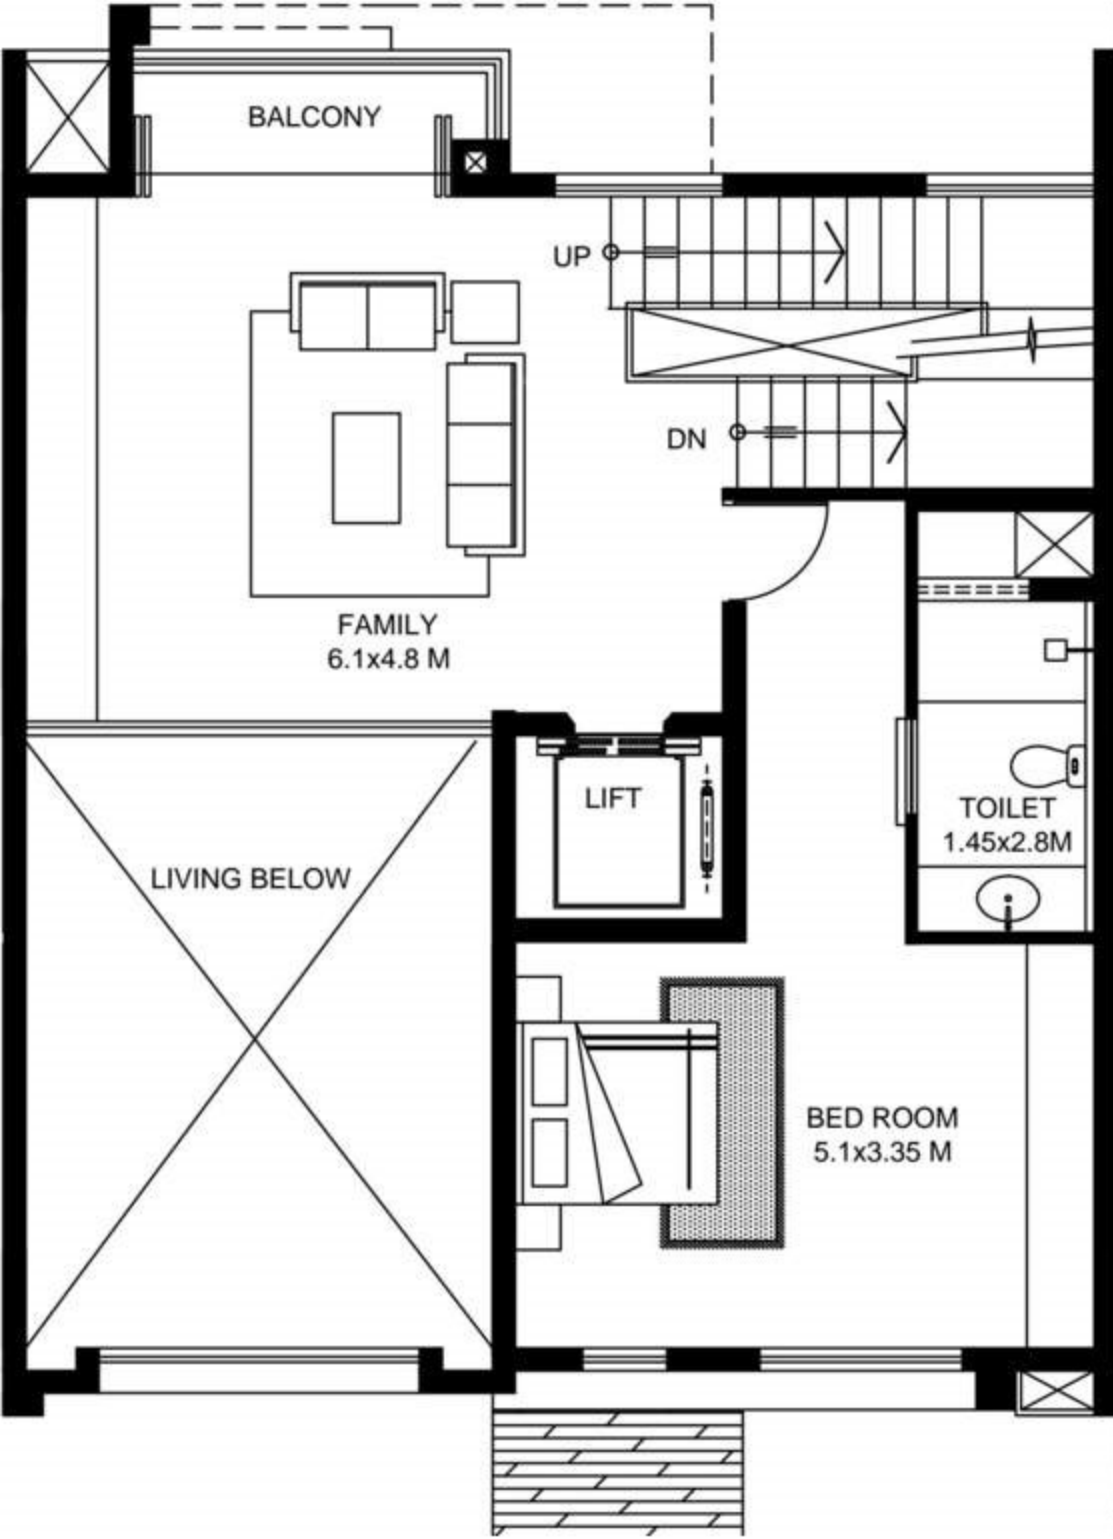 BALCONY
UP
DN
FAMILY
6.1x4.8 M
LIFT
TOILET
1.45x2.8M
LIVING BELOW
BED ROOM
5.1x3.35 M